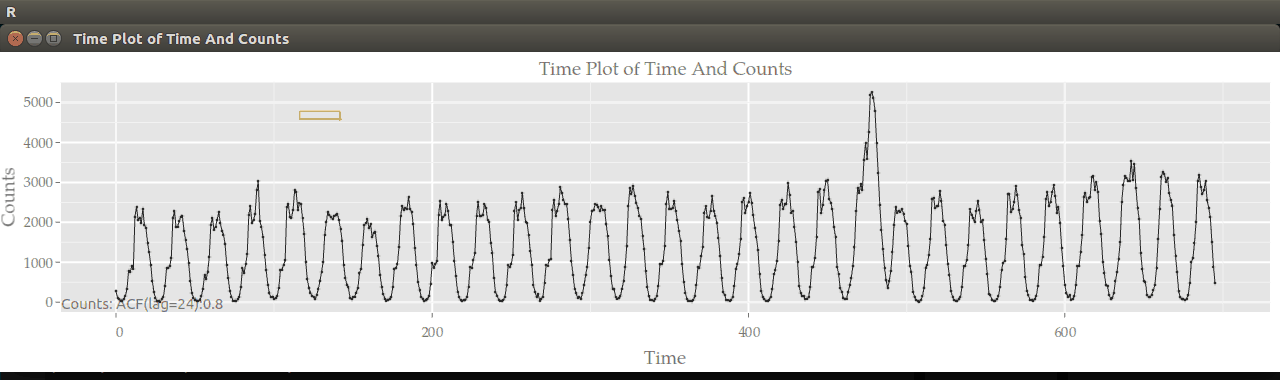 R
Time Plot of Time And Counts
Time Plot of Time And Counts
5000
4000
3000
2000
1000
0
Counts
Counts: ACF(lag=24):0.8
0 200 400 600
Time